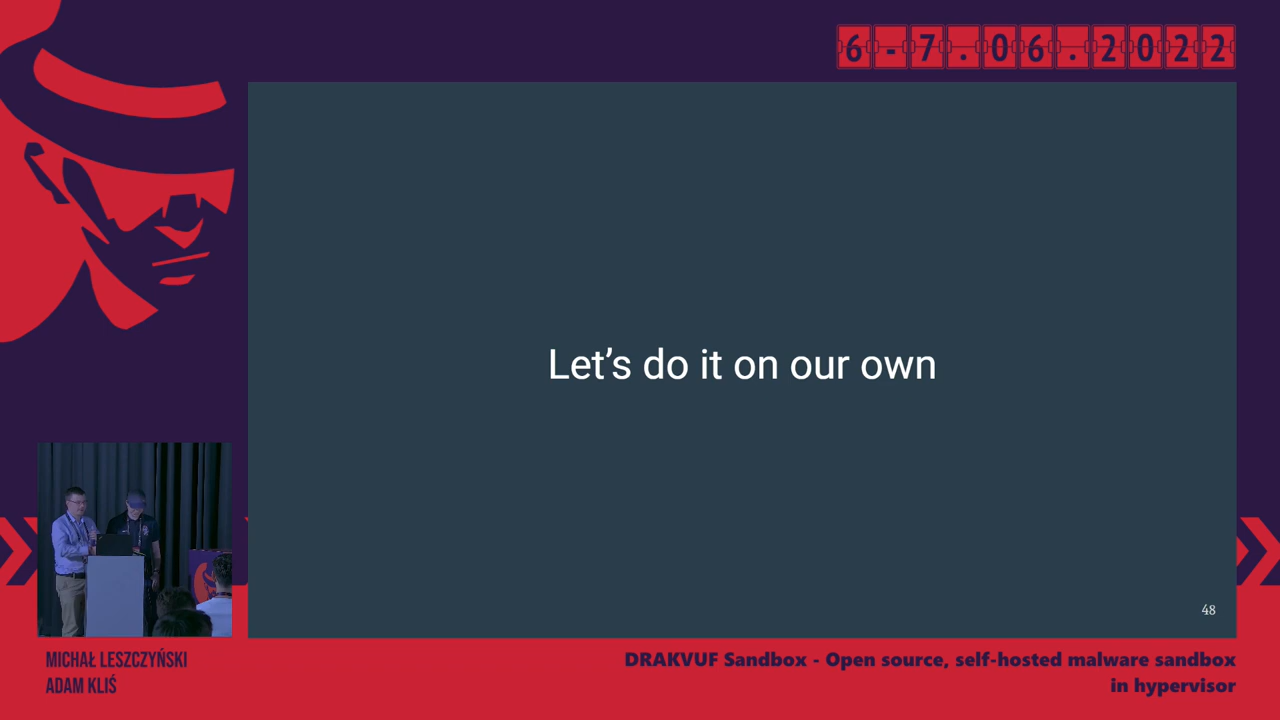 6-7.06.2022
Let's do it on our own
48
MICHAŁ LESZCZYŃSKI
ADAM KLIŚ
DRAKVUF Sandbox - Open source, self-hosted malware sandbox
in hypervisor